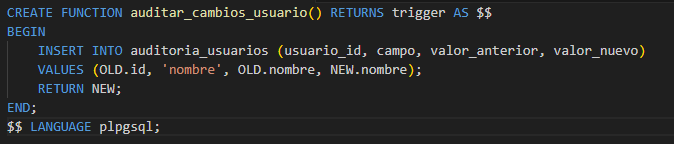 CREATE FUNCTION auditar_cambios_usuario() RETURNS trigger AS $$
BEGIN
    INSERT INTO auditoria_usuarios (usuario_id, campo, valor_anterior, valor_nuevo)
    VALUES (OLD.id, 'nombre', OLD.nombre, NEW.nombre);
    RETURN NEW;
END;
$$ LANGUAGE plpgsql;